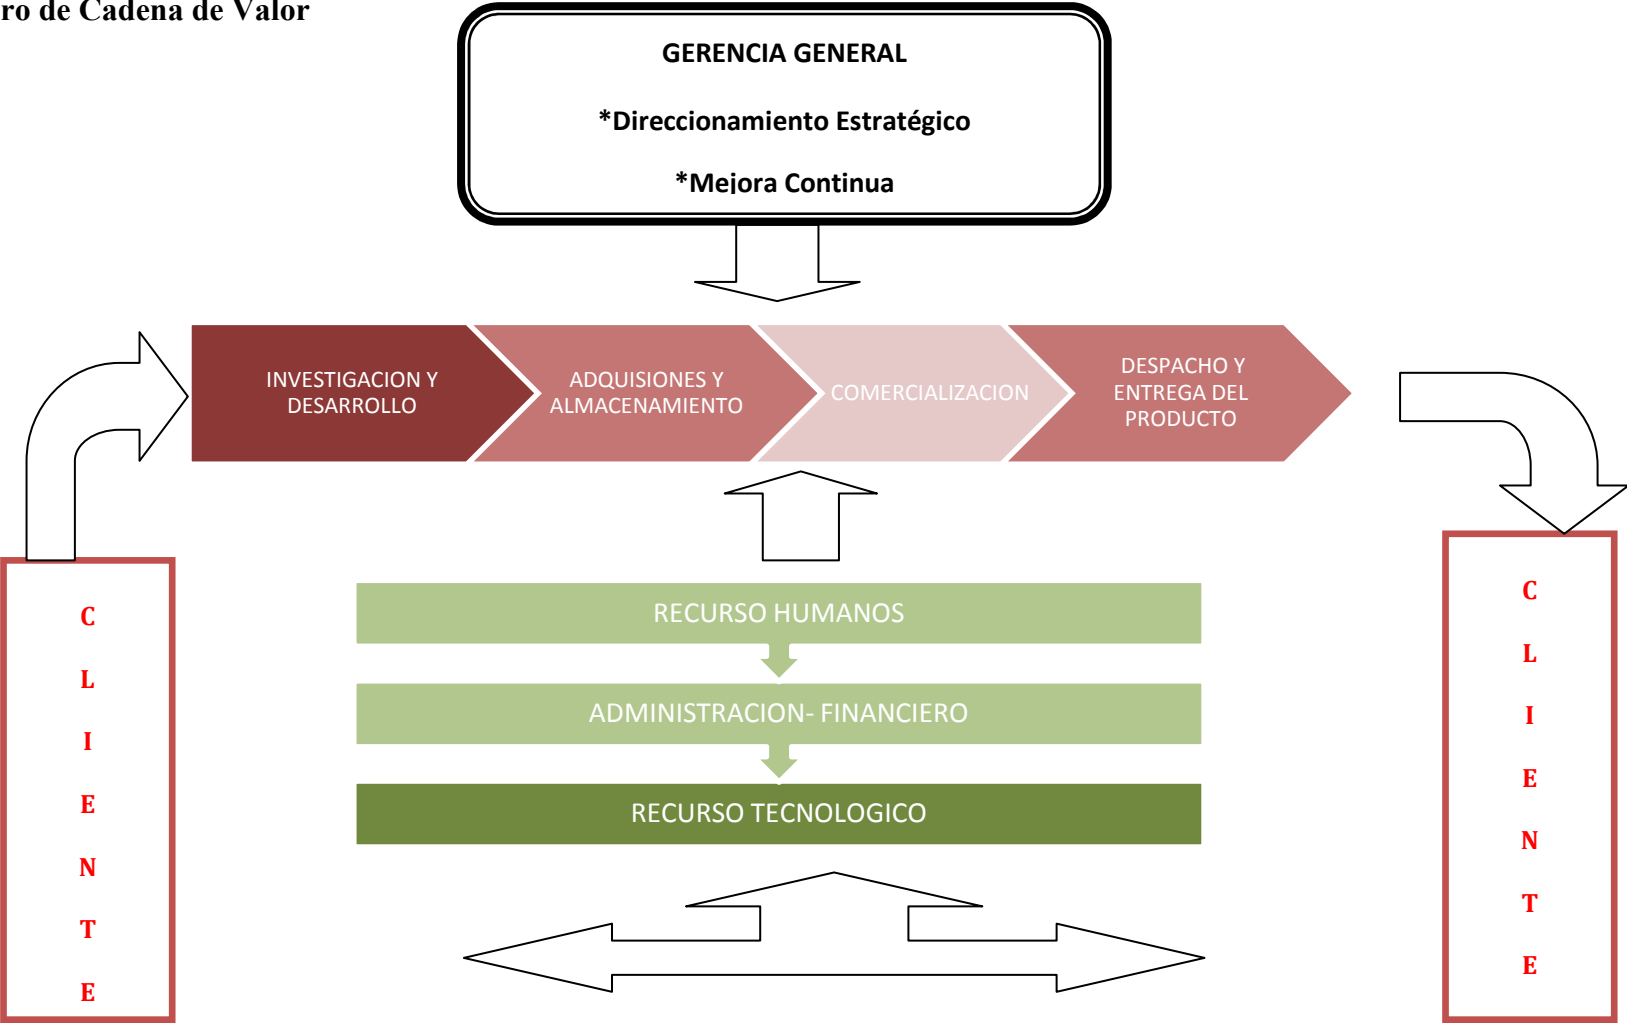 ro de Cadena de Valor
GERENCIA GENERAL
*Direccionamiento Estratégico
*Mejora Continua
INVESTIGACION Y
DESARROLLO
ADQUISIONES Y
ALMACENAMIENTO
COMERCIALIZACION
DESPACHO Y
ENTREGA DEL
PRODUCTO
C
L
I
E
N
T
E
RECURSO HUMANOS
ADMINISTRACION- FINANCIERO
RECURSO TECNOLOGICO
C
L
I
E
N
T
E